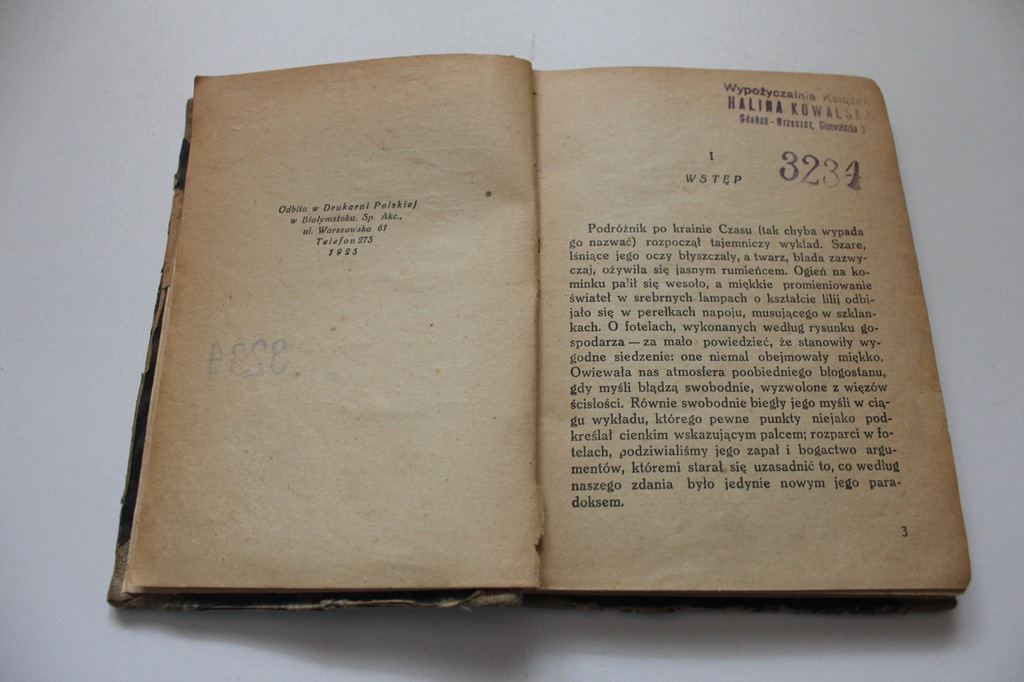 Odbito w Drukarni Polskiej
w Białymstoku. Sp. Akc.,
ul. Warszawska 61
Telefon 273
1925
3234
Wypożyczalnia Książek
HALINA KOWALSKA
Gdańsk - Wrzeszcz, Grunwaldzka
3234
I
WSTĘP
Podróżnik po krainie Czasu (tak chyba wypada
go nazwać) rozpoczął tajemniczy wykład. Szare,
lśniące jego oczy błyszczały, a twarz, blada zazwy-
czaj, ożywiła się jasnym rumieńcem. Ogień na ko-
minku palił się wesoło, a miękkie promieniowanie
świateł w srebrnych lampach o kształcie lilij odbi-
jało się w perełkach napoju, musującego w szklan-
kach. O fotelach, wykonanych według rysunku go-
spodarza — za mało powiedzieć, że stanowiły wy-
godne siedzenie: one niemal obejmowały miękko.
Owiewała nas atmosfera poobiedniego błogostanu,
gdy myśli błądzą swobodnie, wyzwolone z więzów
ścisłości. Równie swobodnie biegły jego myśli w cią-
gu wykładu, którego pewne punkty niejako pod-
kreślał cienkim wskazującym palcem; rozparci w fo-
telach, podziwialiśmy jego zapał i bogactwo argu-
mentów, któremi starał się uzasadnić to, co według
naszego zdania było jedynie nowym jego para-
doksem.
3